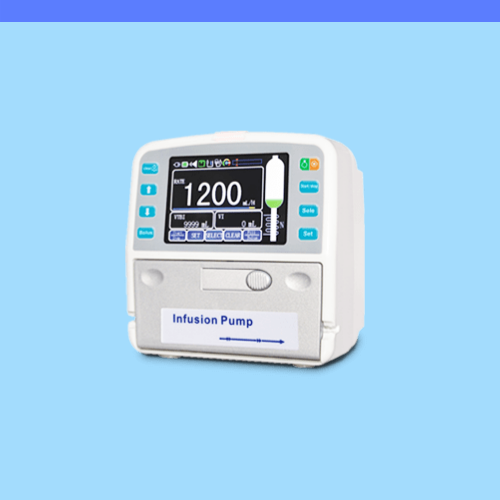 RATE
1200
mL/H
VTBI
VI
9999 mL
0 mL
SET
SELECT
CLEAR
Bolus
Start stop
Sele
Set
Infusion Pump